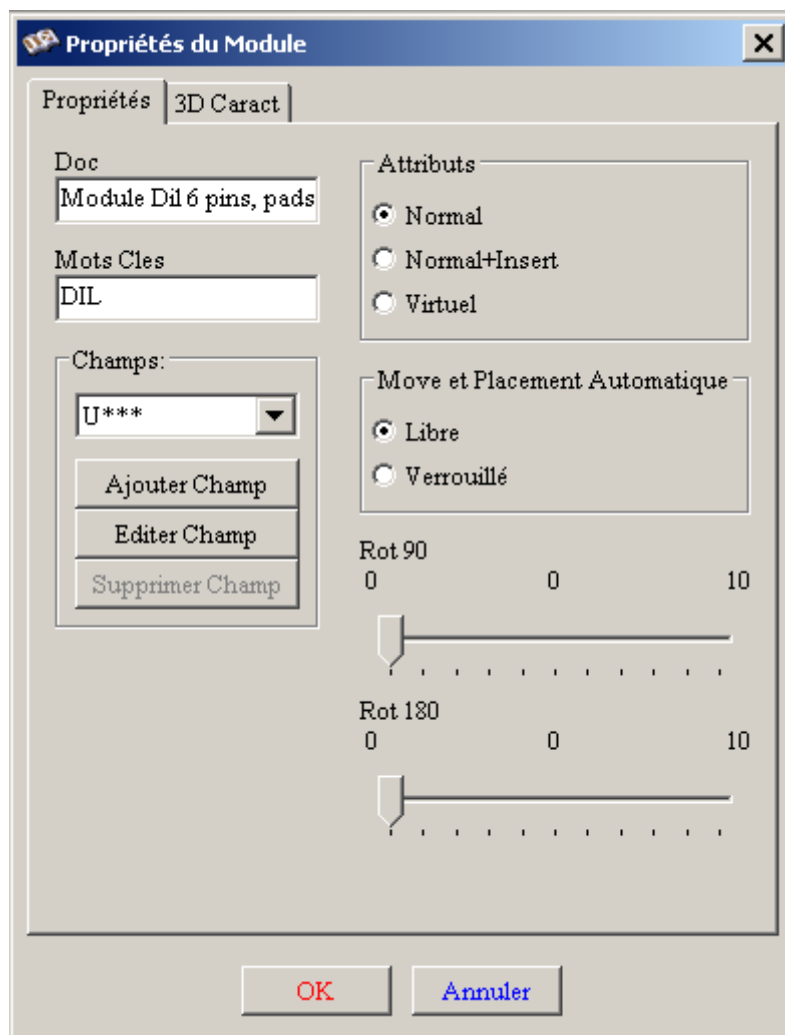 Propriétés du Module
Propriétés
3D Caract
Doc
Module Dil 6 pins, pads
Mots Cles
DIL
Champs:
U***
Ajouter Champ
Editer Champ
Supprimer Champ
Attributs
Normal
Normal+Insert
Virtuel
Move et Placement Automatique
Libre
Verrouillé
Rot 90
0 0 10
Rot 180
0 0 10
OK
Annuler